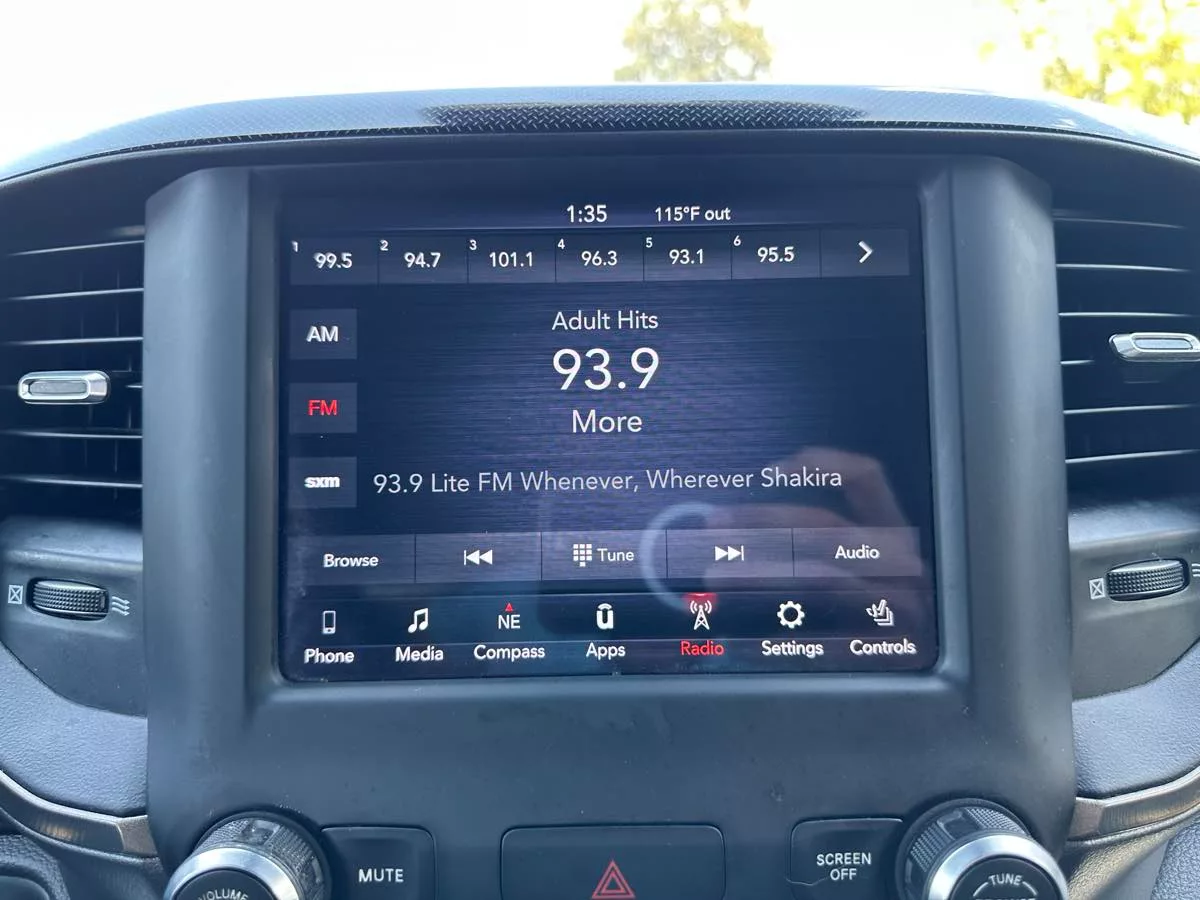 1:35 115°F out
1 99.5 2 94.7 3 101.1 4 96.3 5 93.1 6 95.5
AM
Adult Hits
93.9
FM
More
sxm
93.9 Lite FM Whenever, Wherever Shakira
Browse Tune Audio
NE
Phone Media Compass Apps Radio Settings Controls
MUTE
SCREEN
OFF
VOLUME
TUNE